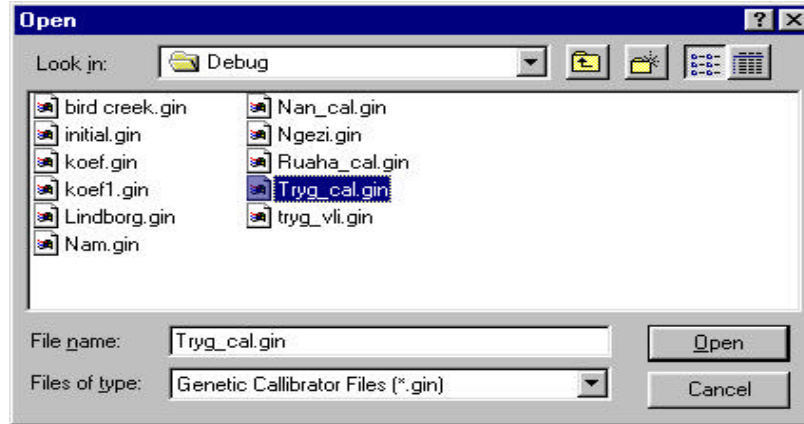 Open
Look in: Debug
bird creek.gin Nan_cal.gin
initial.gin Ngezi.gin
koef.gin Ruaha_cal.gin
koef1.gin Tryg_cal.gin
Lindborg.gin tryg_vli.gin
Nam.gin
File name: Tryg_cal.gin Open
Files of type: Genetic Callibrator Files (*.gin) Cancel